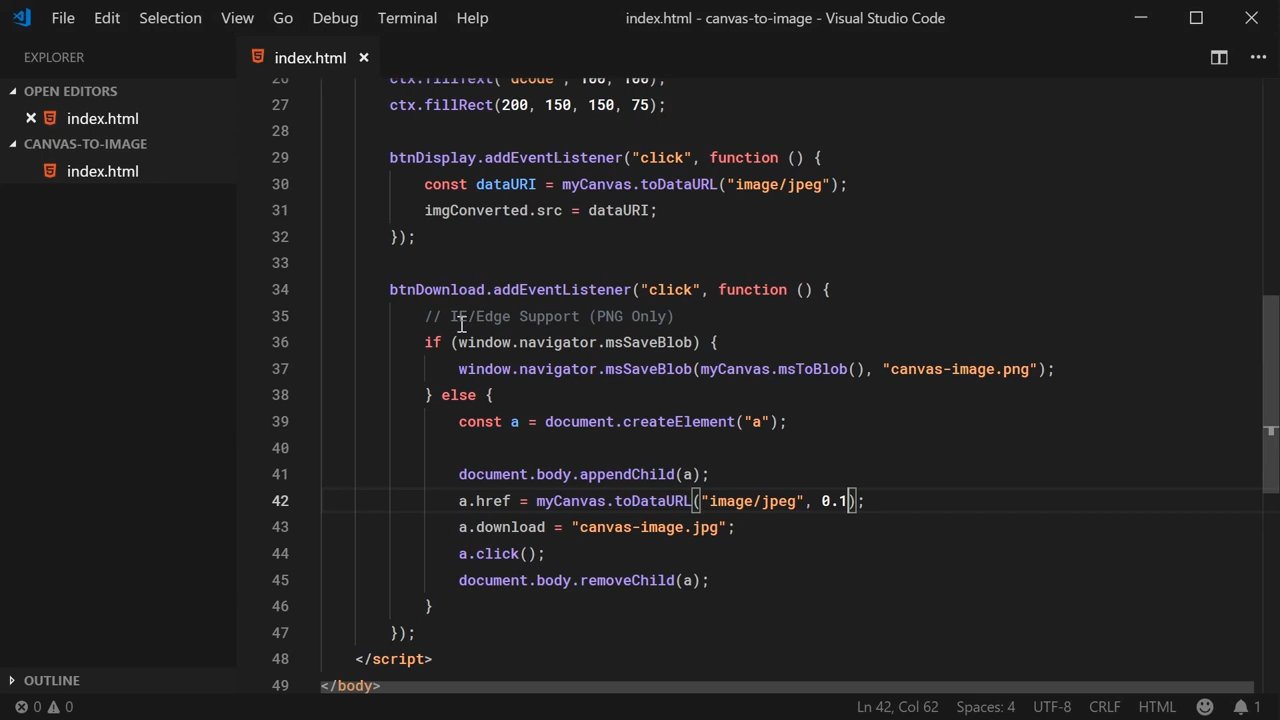 File Edit Selection View Go Debug Terminal Help index.html - canvas-to-image - Visual Studio Code
EXPLORER
index.html
OPEN EDITORS
index.html
CANVAS-TO-IMAGE
index.html
OUTLINE
26 ctx.fillText("dcode", 100, 100);
27 ctx.fillRect(200, 150, 150, 75);
28
29 btnDisplay.addEventListener("click", function () {
30 const dataURI = myCanvas.toDataURL("image/jpeg");
31 imgConverted.src = dataURI;
32 });
33
34 btnDownload.addEventListener("click", function () {
35 // IE/Edge Support (PNG Only)
36 if (window.navigator.msSaveBlob) {
37 window.navigator.msSaveBlob(myCanvas.msToBlob(), "canvas-image.png");
38 } else {
39 const a = document.createElement("a");
40
41 document.body.appendChild(a);
42 a.href = myCanvas.toDataURL("image/jpeg", 0.1);
43 a.download = "canvas-image.jpg";
44 a.click();
45 document.body.removeChild(a);
46 }
47 });
48 </script>
49 </body>
0 0 Ln 42, Col 62 Spaces: 4 UTF-8 CRLF HTML 1